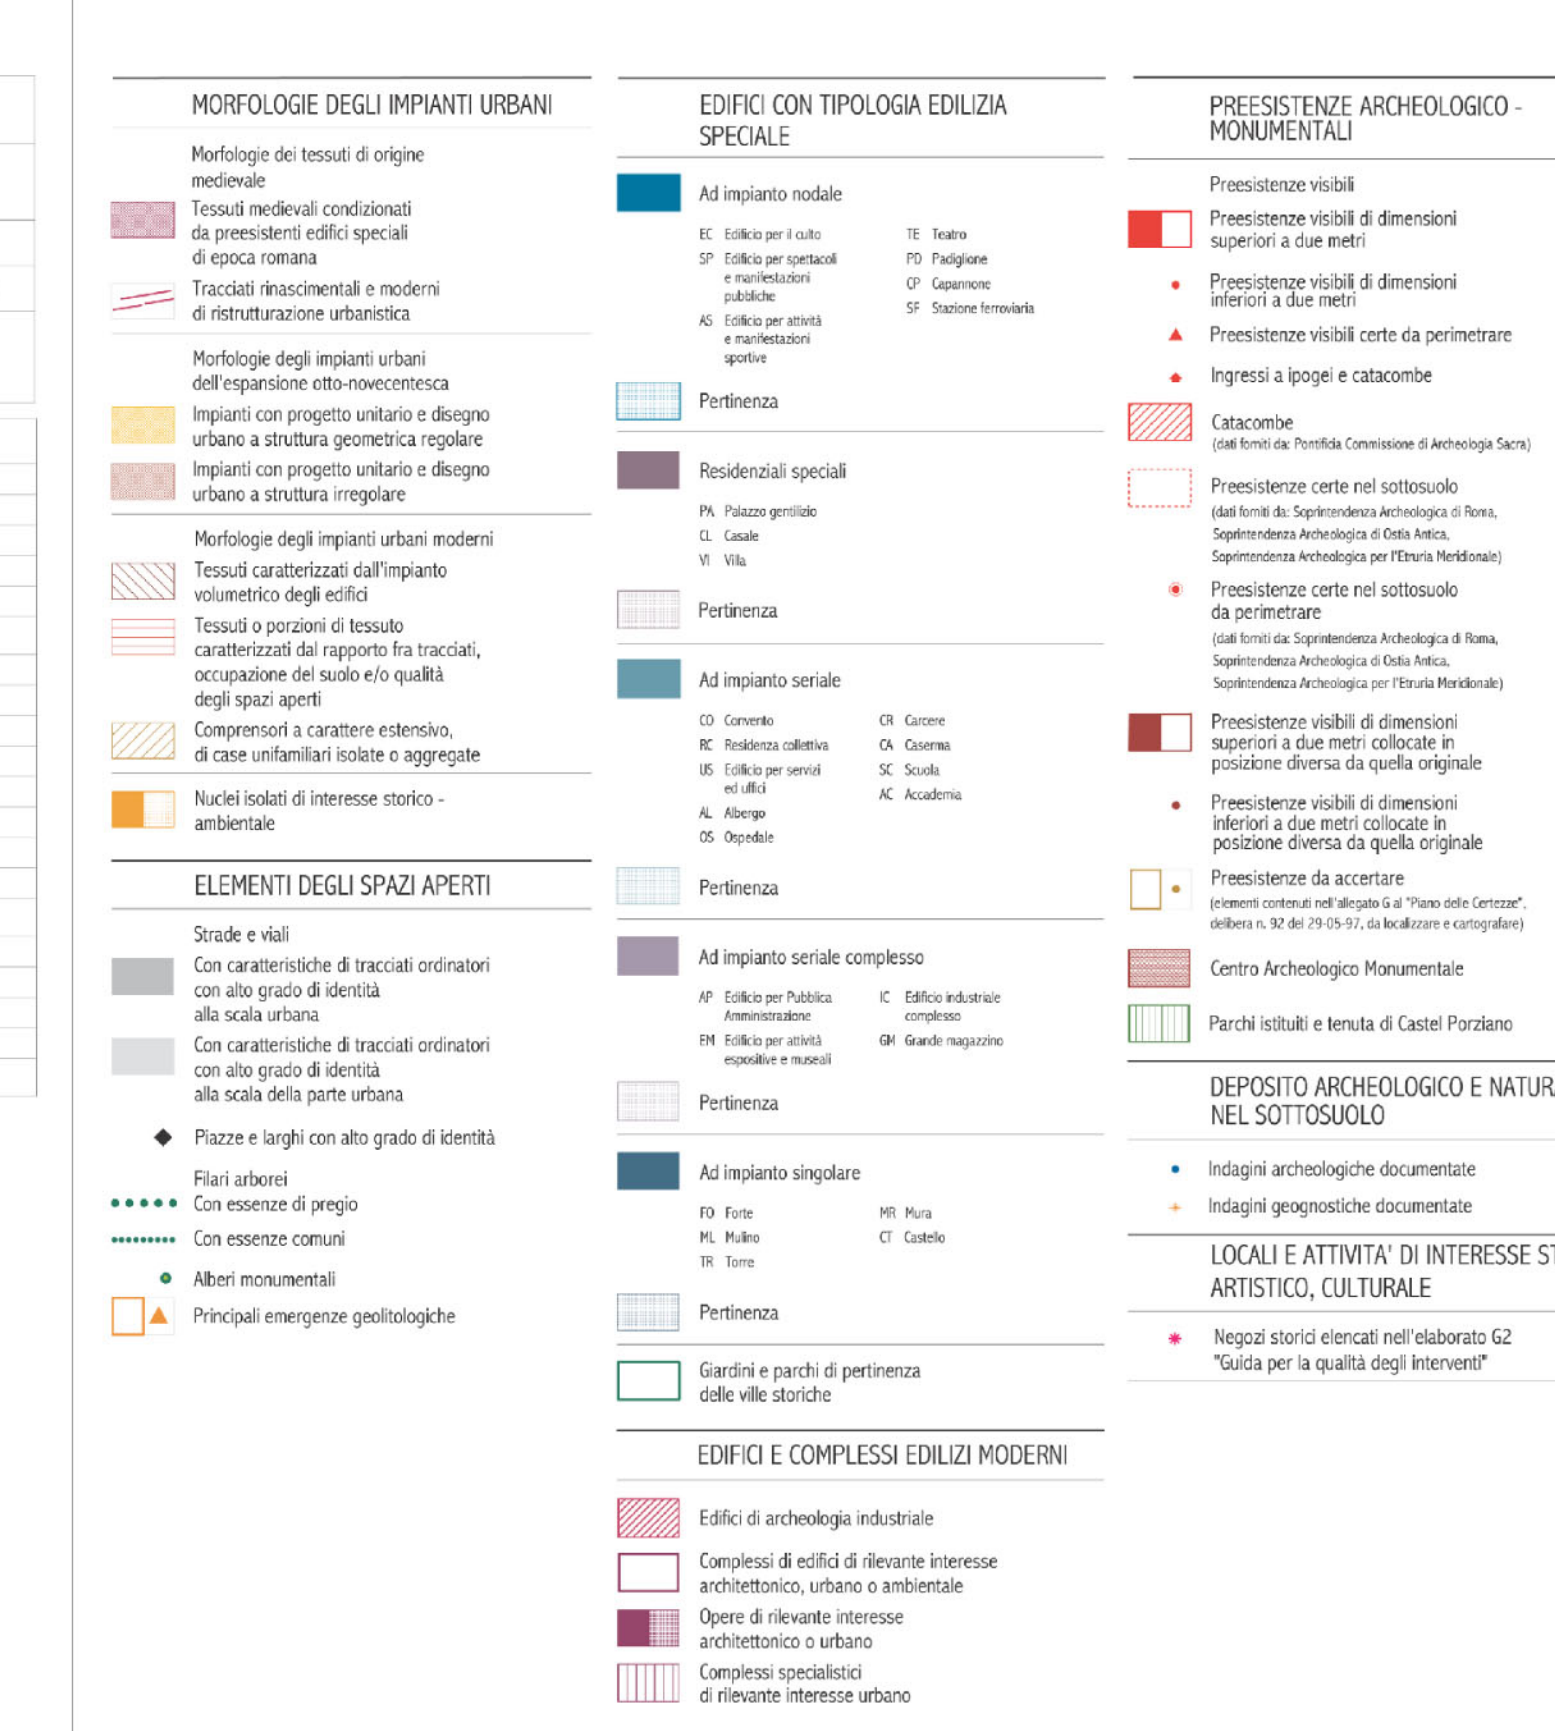 MORFOLOGIE DEGLI IMPIANTI URBANI
Morfologie dei tessuti di origine
medievale
Tessuti medievali condizionati
da preesistenti edifici speciali
di epoca romana
Tracciati rinascimentali e moderni
di ristrutturazione urbanistica
Morfologie degli impianti urbani
dell'espansione otto-novecentesca
Impianti con progetto unitario e disegno
urbano a struttura geometrica regolare
Impianti con progetto unitario e disegno
urbano a struttura irregolare
Morfologie degli impianti urbani moderni
Tessuti caratterizzati dall'impianto
volumetrico degli edifici
Tessuti o porzioni di tessuto
caratterizzati dal rapporto fra tracciati,
occupazione del suolo e/o qualità
degli spazi aperti
Comprensori a carattere estensivo,
di case unifamiliari isolate o aggregate
Nuclei isolati di interesse storico -
ambientale
ELEMENTI DEGLI SPAZI APERTI
Strade e viali
Con caratteristiche di tracciati ordinatori
con alto grado di identità
alla scala urbana
Con caratteristiche di tracciati ordinatori
con alto grado di identità
alla scala della parte urbana
Piazze e larghi con alto grado di identità
Filari arborei
Con essenze di pregio
Con essenze comuni
Alberi monumentali
Principali emergenze geolitologiche
EDIFICI CON TIPOLOGIA EDILIZIA
SPECIALE
Ad impianto nodale
EC Edificio per il culto
SP Edificio per spettacoli
e manifestazioni
pubbliche
AS Edificio per attività
e manifestazioni
sportive
TE Teatro
PD Padiglione
CP Capannone
SF Stazione ferroviaria
Pertinenza
Residenziali speciali
PA Palazzo gentilizio
CL Casale
VI Villa
Pertinenza
Ad impianto seriale
CO Convento
RC Residenza collettiva
US Edificio per servizi
ed uffici
AL Albergo
OS Ospedale
CR Carcere
CA Caserma
SC Scuola
AC Accademia
Pertinenza
Ad impianto seriale complesso
AP Edificio per Pubblica
Amministrazione
EM Edificio per attività
espositive e museali
IC Edificio industriale
complesso
GM Grande magazzino
Pertinenza
Ad impianto singolare
FO Forte
ML Mulino
TR Torre
MR Mura
CT Castello
Pertinenza
Giardini e parchi di pertinenza
delle ville storiche
EDIFICI E COMPLESSI EDILIZI MODERNI
Edifici di archeologia industriale
Complessi di edifici di rilevante interesse
architettonico, urbano o ambientale
Opere di rilevante interesse
architettonico o urbano
Complessi specialistici
di rilevante interesse urbano
PREESISTENZE ARCHEOLOGICO -
MONUMENTALI
Preesistenze visibili
Preesistenze visibili di dimensioni
superiori a due metri
Preesistenze visibili di dimensioni
inferiori a due metri
Preesistenze visibili certe da perimetrare
Ingressi a ipogei e catacombe
Catacombe
(dati forniti da: Pontificia Commissione di Archeologia Sacra)
Preesistenze certe nel sottosuolo
(dati forniti da: Soprintendenza Archeologica di Roma,
Soprintendenza Archeologica di Ostia Antica,
Soprintendenza Archeologica per l'Etruria Meridionale)
Preesistenze certe nel sottosuolo
da perimetrare
(dati forniti da: Soprintendenza Archeologica di Roma,
Soprintendenza Archeologica di Ostia Antica,
Soprintendenza Archeologica per l'Etruria Meridionale)
Preesistenze visibili di dimensioni
superiori a due metri collocate in
posizione diversa da quella originale
Preesistenze visibili di dimensioni
inferiori a due metri collocate in
posizione diversa da quella originale
Preesistenze da accertare
(elementi contenuti nell'allegato G al "Piano delle Certezze",
delibera n. 92 del 29-05-97, da localizzare e cartografare)
Centro Archeologico Monumentale
Parchi istituiti e tenuta di Castel Porziano
DEPOSITO ARCHEOLOGICO E NATURA
NEL SOTTOSUOLO
Indagini archeologiche documentate
Indagini geognostiche documentate
LOCALI E ATTIVITA' DI INTERESSE ST
ARTISTICO, CULTURALE
Negozi storici elencati nell'elaborato G2
"Guida per la qualità degli interventi"